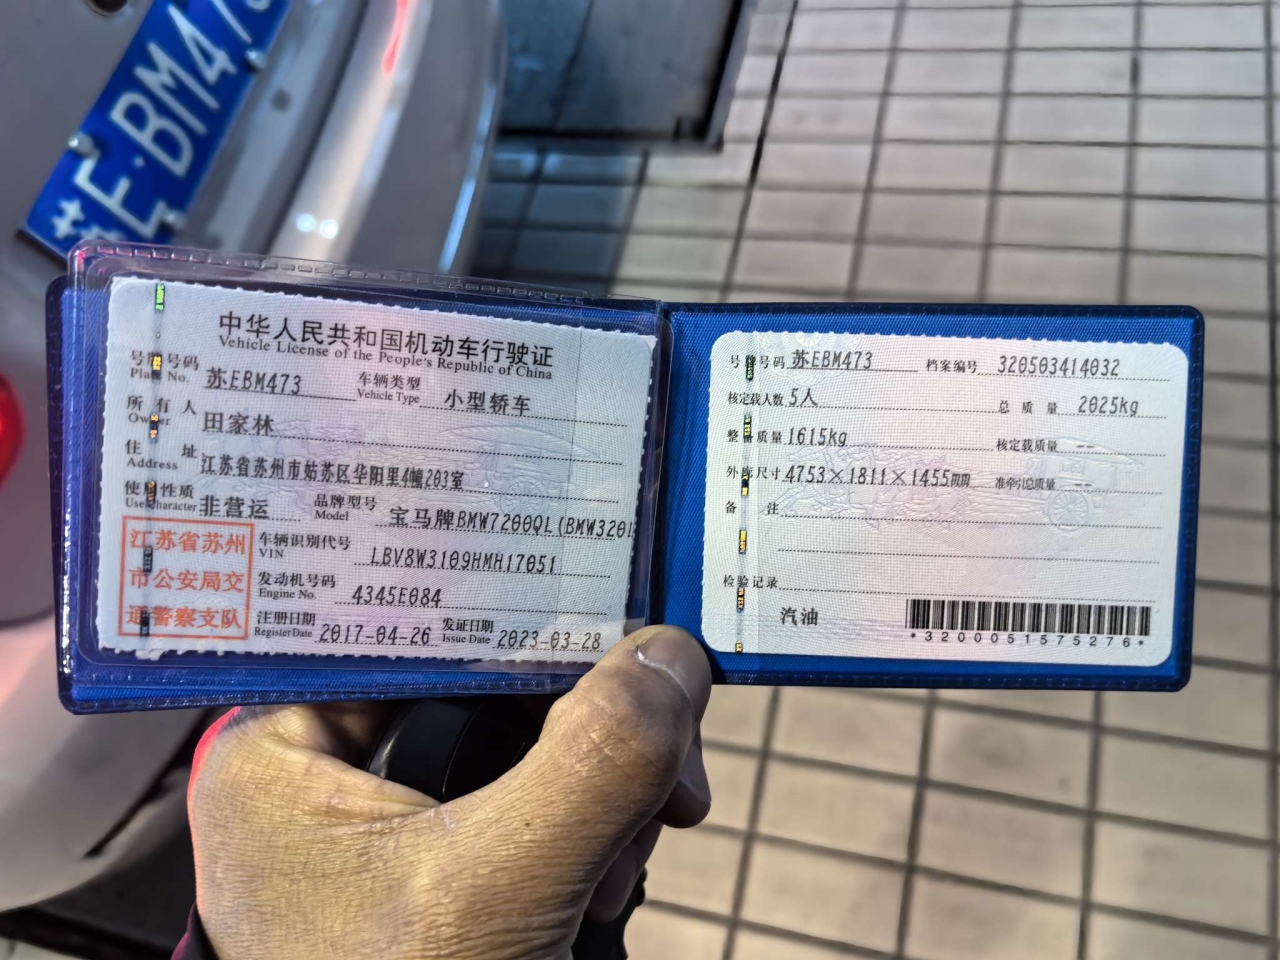 E·BM473
中华人民共和国机动车行驶证
Vehicle License of the People's Republic of China
号牌号码 苏EBM473 车辆类型 小型轿车
Plate No. Vehicle Type
所有人 田家林
Owner
住址 江苏省苏州市姑苏区华阳里4幢203室
Address
使用性质 非营运 品牌型号 宝马牌BMW7200QL(BMW320l
Use Character Model
江苏省苏州
市公安局交
通警察支队
车辆识别代号 LBV8W3109HMH17051
VIN
发动机号码 4345E084
Engine No.
注册日期 2017-04-26 发证日期 2023-03-28
Register Date Issue Date
号牌号码 苏EBM473 档案编号 320503414032
核定载人数 5人 总质量 2025kg
整备质量 1615kg 核定载质量 --
外廓尺寸 4753×1811×1455mm 准牵引总质量 --
备注
检验记录
汽油
*3200051575276*